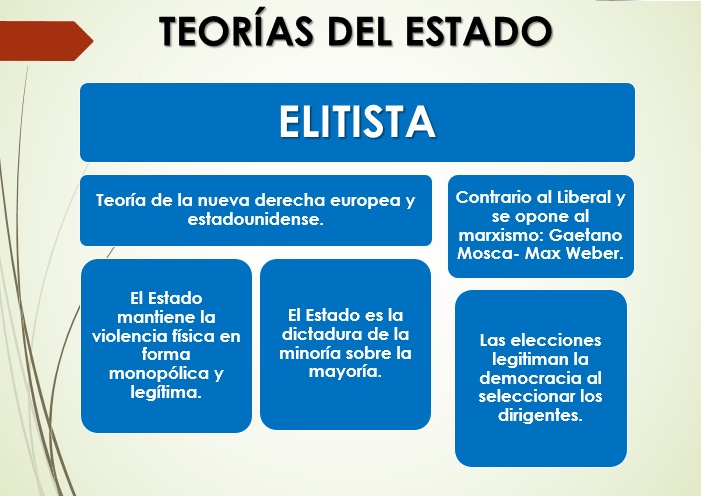 TEORÍAS DEL ESTADO
ELITISTA
Teoría de la nueva derecha europea y
estadounidense.
El Estado
mantiene la
violencia física en
forma
monopólica y
legítima.
El Estado es la
dictadura de la
minoría sobre la
mayoría.
Contrario al Liberal y
se opone al
marxismo: Gaetano
Mosca- Max Weber.
Las elecciones
legitiman la
democracia al
seleccionar los
dirigentes.